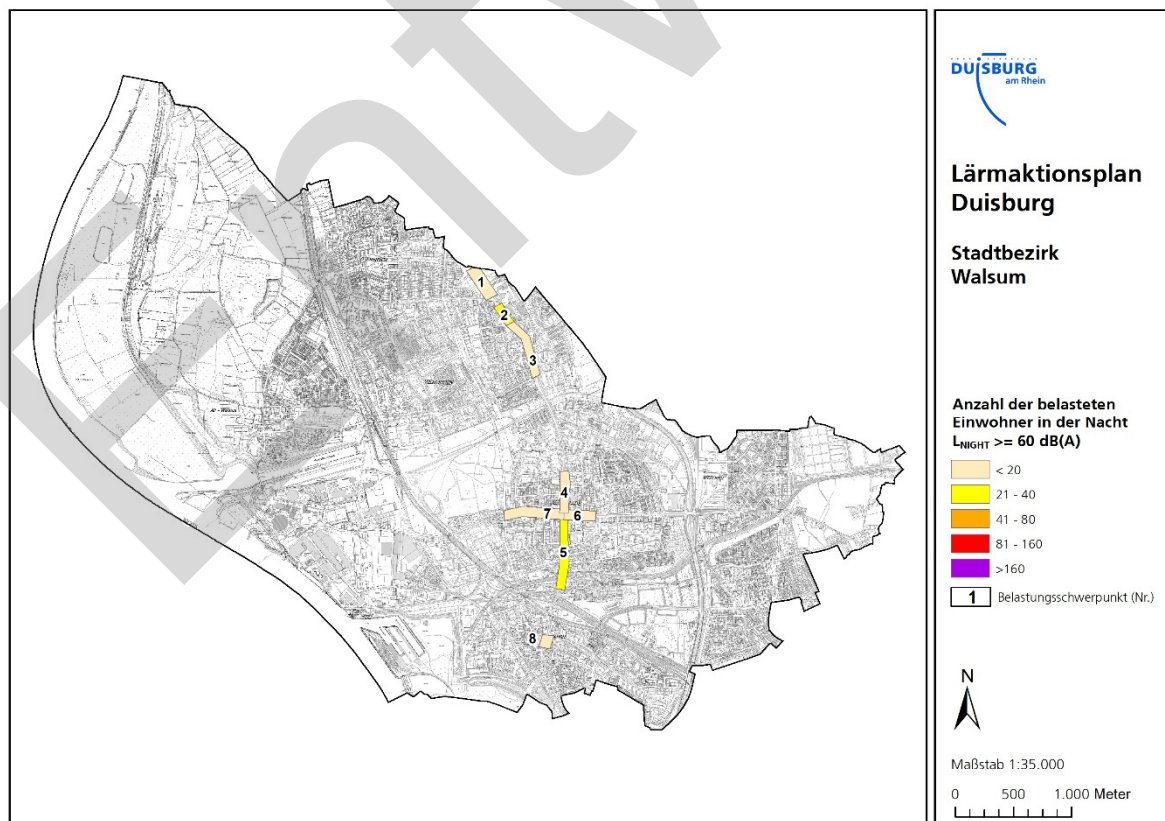 Entw
DUISBURG
am Rhein
Lärmaktionsplan
Duisburg
Stadtbezirk
Walsum
Anzahl der belasteten
Einwohner in der Nacht
LNIGHT >= 60 dB(A)
< 20
21 - 40
41 - 80
81 - 160
>160
1 Belastungsschwerpunkt (Nr.)
N
Maßstab 1:35.000
0 500 1.000 Meter
1
2
3
4
7 6
5
8